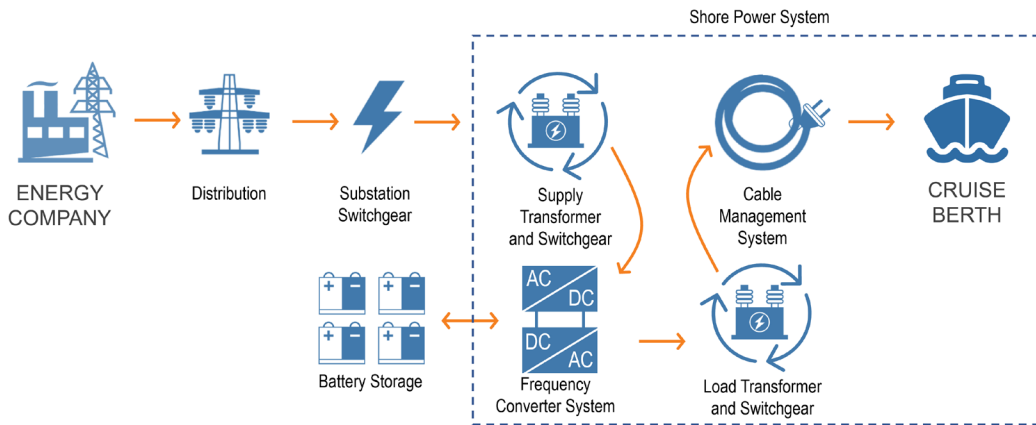 Shore Power System
ENERGY
COMPANY
Distribution
Substation
Switchgear
Supply
Transformer
and Switchgear
Cable
Management
System
CRUISE
BERTH
+ - + -
+ - + -
Battery Storage
AC
DC
DC
AC
Frequency
Converter System
Load Transformer
and Switchgear